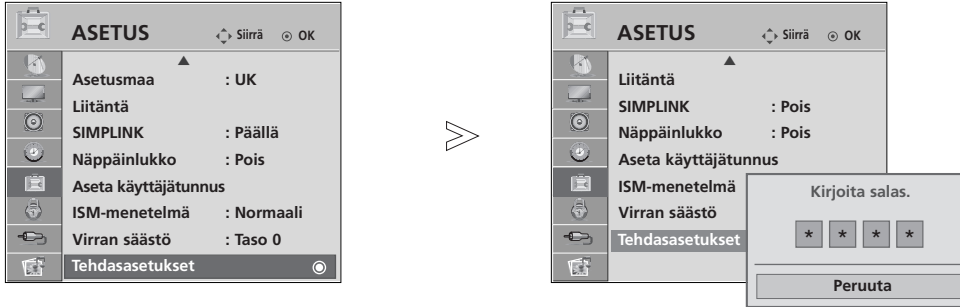 ASETUS Siirrä OK
Asetusmaa : UK
Liitäntä
SIMPLINK : Päällä
Näppäinlukko : Pois
Aseta käyttäjätunnus
ISM-menetelmä : Normaali
Virran säästö : Taso 0
Tehdasasetukset
ASETUS Siirrä OK
Liitäntä
SIMPLINK : Pois
Näppäinlukko : Pois
Aseta käyttäjätunnus
ISM-menetelmä
Virran säästö
Tehdasasetukset
Kirjoita salas.
* * * *
Peruuta